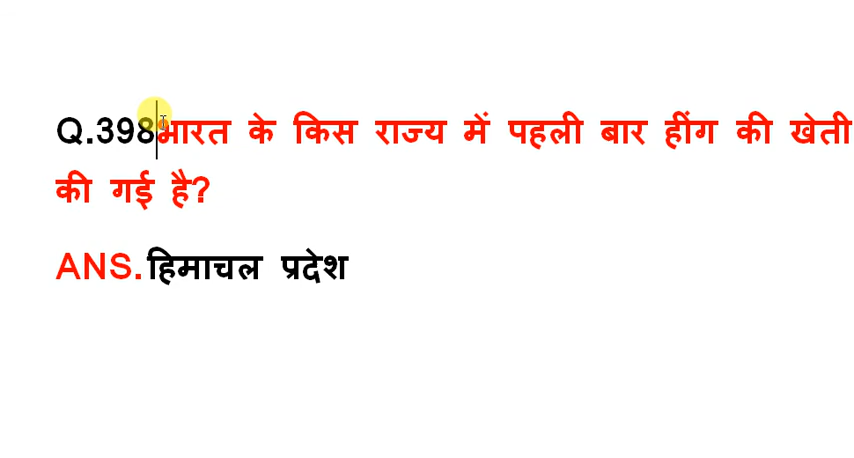 Q.398भारत के किस राज्य में पहली बार हींग की खेती
की गई है?
ANS.हिमाचल प्रदेश